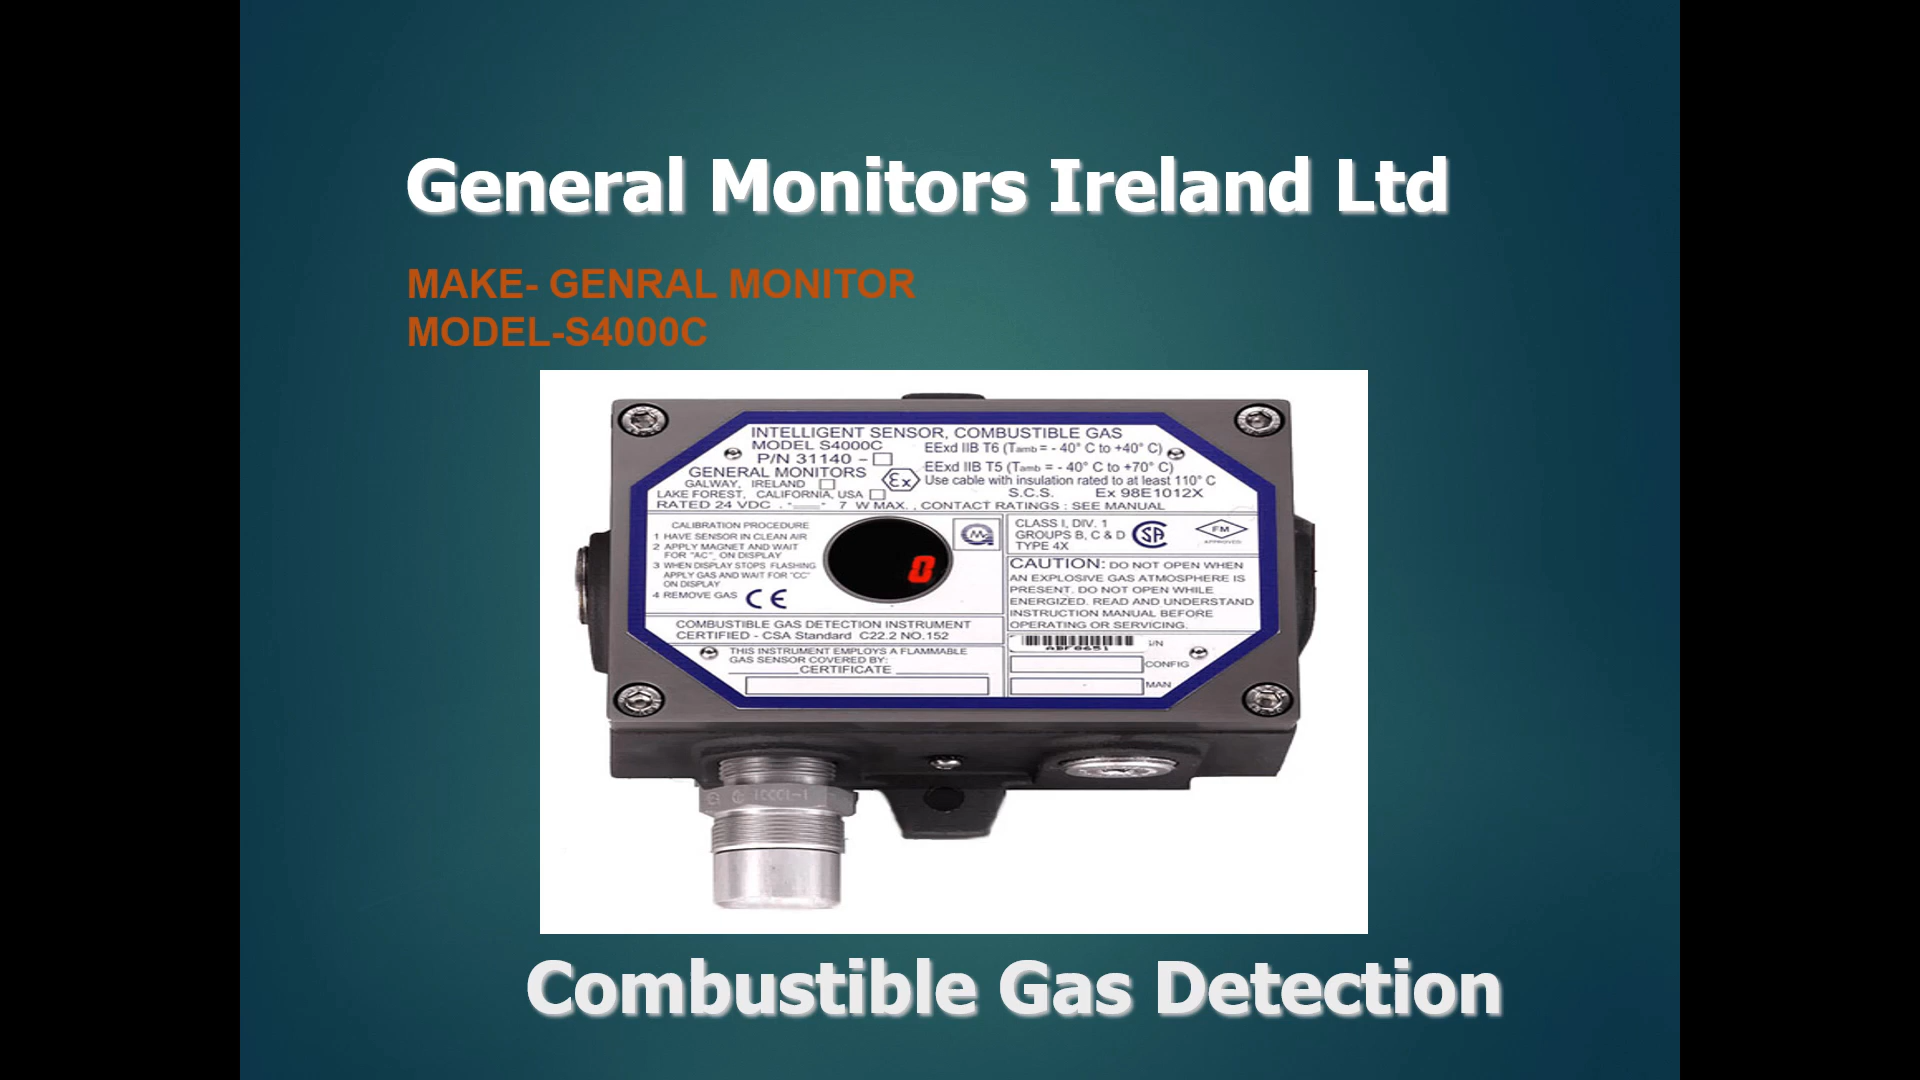 General Monitors Ireland Ltd
MAKE- GENRAL MONITOR
MODEL-S4000C
INTELLIGENT SENSOR, COMBUSTIBLE GAS
MODEL S4000C
P/N 31140 -
GENERAL MONITORS
GALWAY, IRELAND
LAKE FOREST, CALIFORNIA, USA
EExd IIB T6 (Tamb = - 40° C to +40° C)
EExd IIB T5 (Tamb = - 40° C to +70° C)
Ex
Use cable with insulation rated to at least 110° C
S.C.S. Ex 98E1012X
RATED 24 VDC 7 W MAX., CONTACT RATINGS : SEE MANUAL
CALIBRATION PROCEDURE
1 HAVE SENSOR IN CLEAN AIR
2 APPLY MAGNET AND WAIT
FOR "AC" ON DISPLAY
3 WHEN DISPLAY STOPS FLASHING
APPLY GAS AND WAIT FOR "CC"
ON DISPLAY
4 REMOVE GAS
CE
0
CLASS I, DIV. 1
GROUPS B, C & D
TYPE 4X
CSA
FM
APPROVED
CAUTION: DO NOT OPEN WHEN
AN EXPLOSIVE GAS ATMOSPHERE IS
PRESENT. DO NOT OPEN WHILE
ENERGIZED. READ AND UNDERSTAND
INSTRUCTION MANUAL BEFORE
OPERATING OR SERVICING.
COMBUSTIBLE GAS DETECTION INSTRUMENT
CERTIFIED - CSA Standard C22.2 NO.152
THIS INSTRUMENT EMPLOYS A FLAMMABLE
GAS SENSOR COVERED BY:
CERTIFICATE
I/N
CONFIG
MAN
Combustible Gas Detection